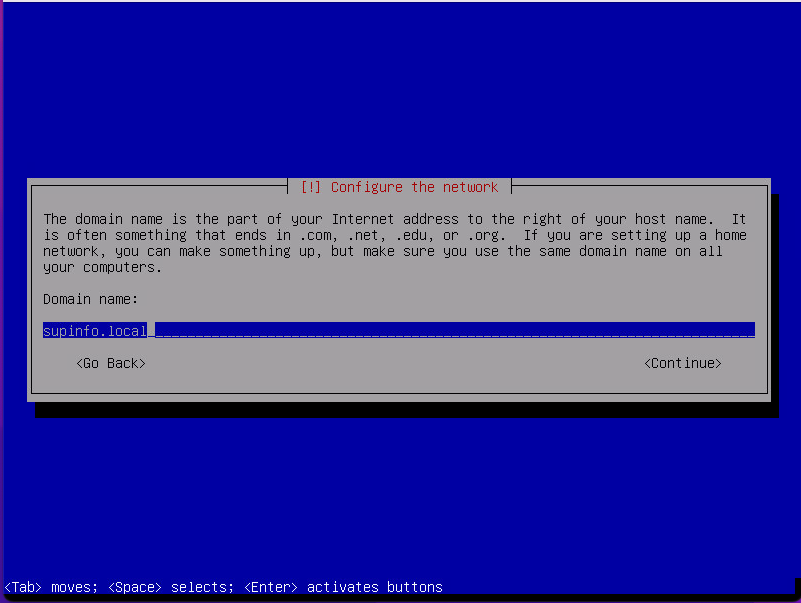 [!] Configure the network
The domain name is the part of your Internet address to the right of your host name.  It
is often something that ends in .com, .net, .edu, or .org.  If you are setting up a home
network, you can make something up, but make sure you use the same domain name on all
your computers.
Domain name:
supinfo.local
<Go Back> <Continue>
<Tab> moves; <Space> selects; <Enter> activates buttons